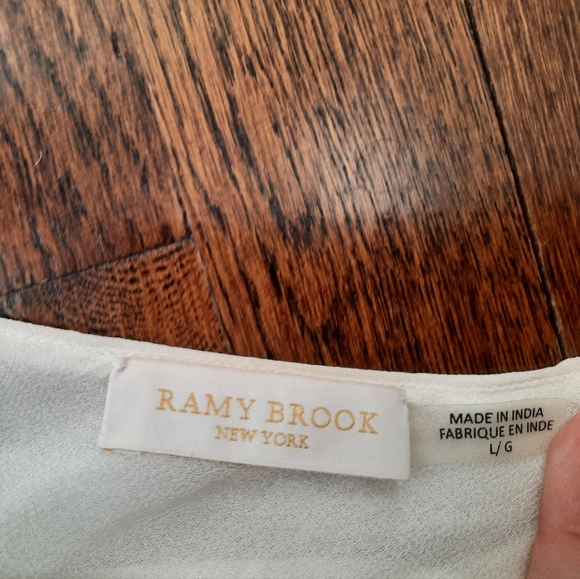 RAMY BROOK
NEW YORK
MADE IN INDIA
FABRIQUE EN INDE
L/ G